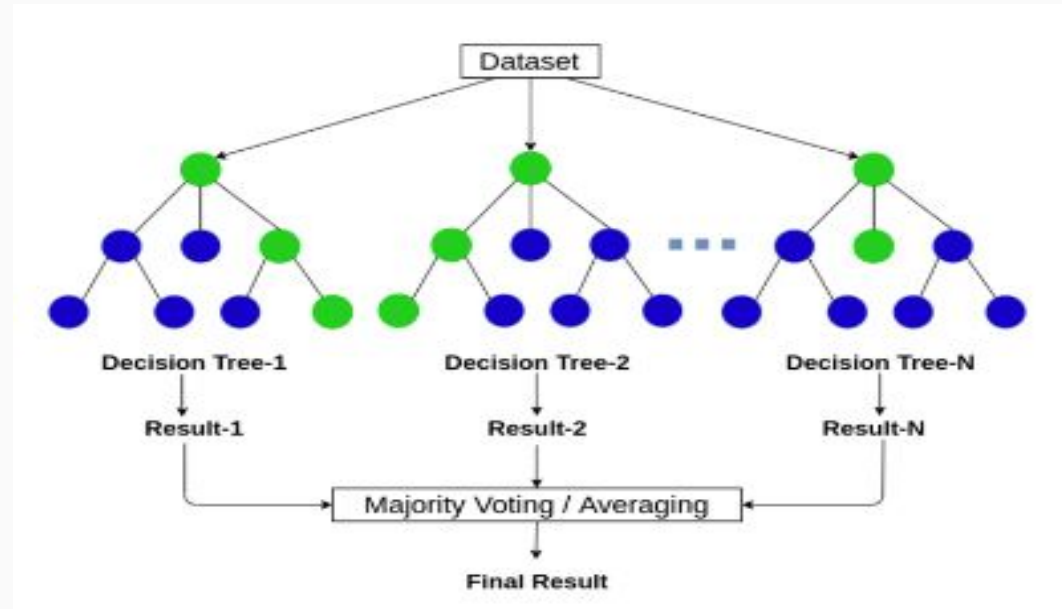 Dataset
Decision Tree-1
Decision Tree-2
Decision Tree-N
Result-1
Result-2
Result-N
Majority Voting / Averaging
Final Result